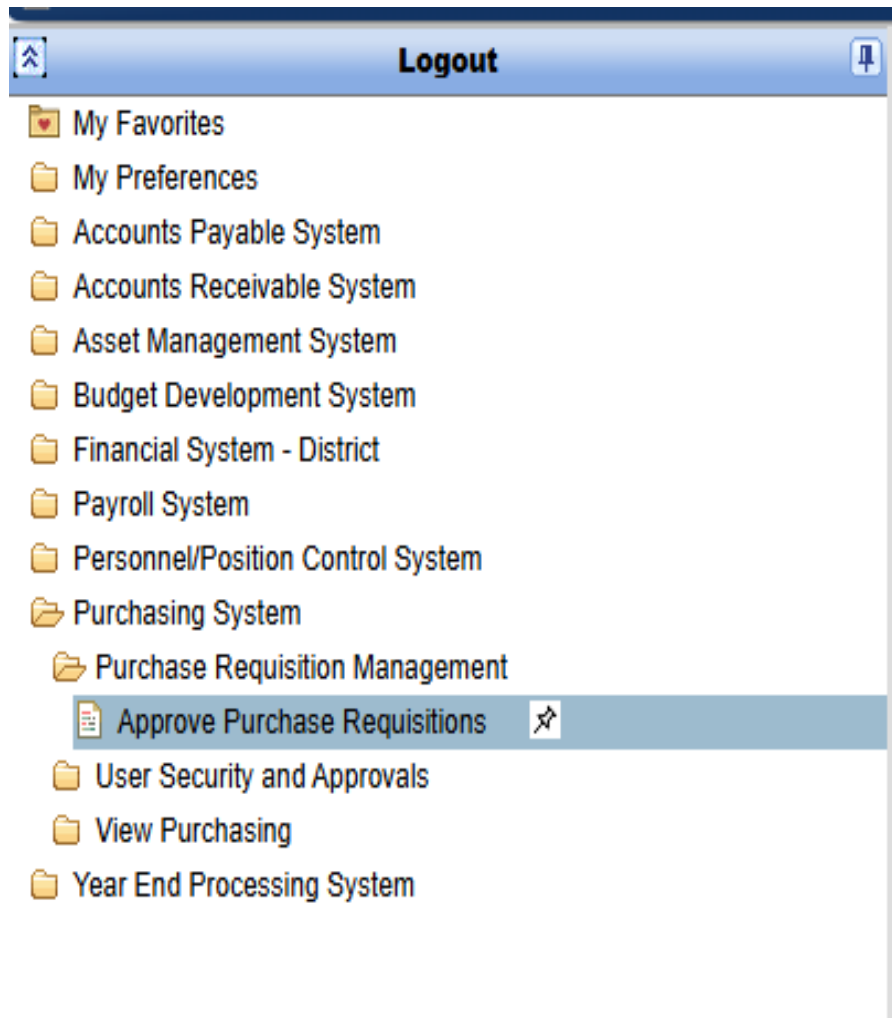 Logout
My Favorites
My Preferences
Accounts Payable System
Accounts Receivable System
Asset Management System
Budget Development System
Financial System - District
Payroll System
Personnel/Position Control System
Purchasing System
Purchase Requisition Management
Approve Purchase Requisitions
User Security and Approvals
View Purchasing
Year End Processing System